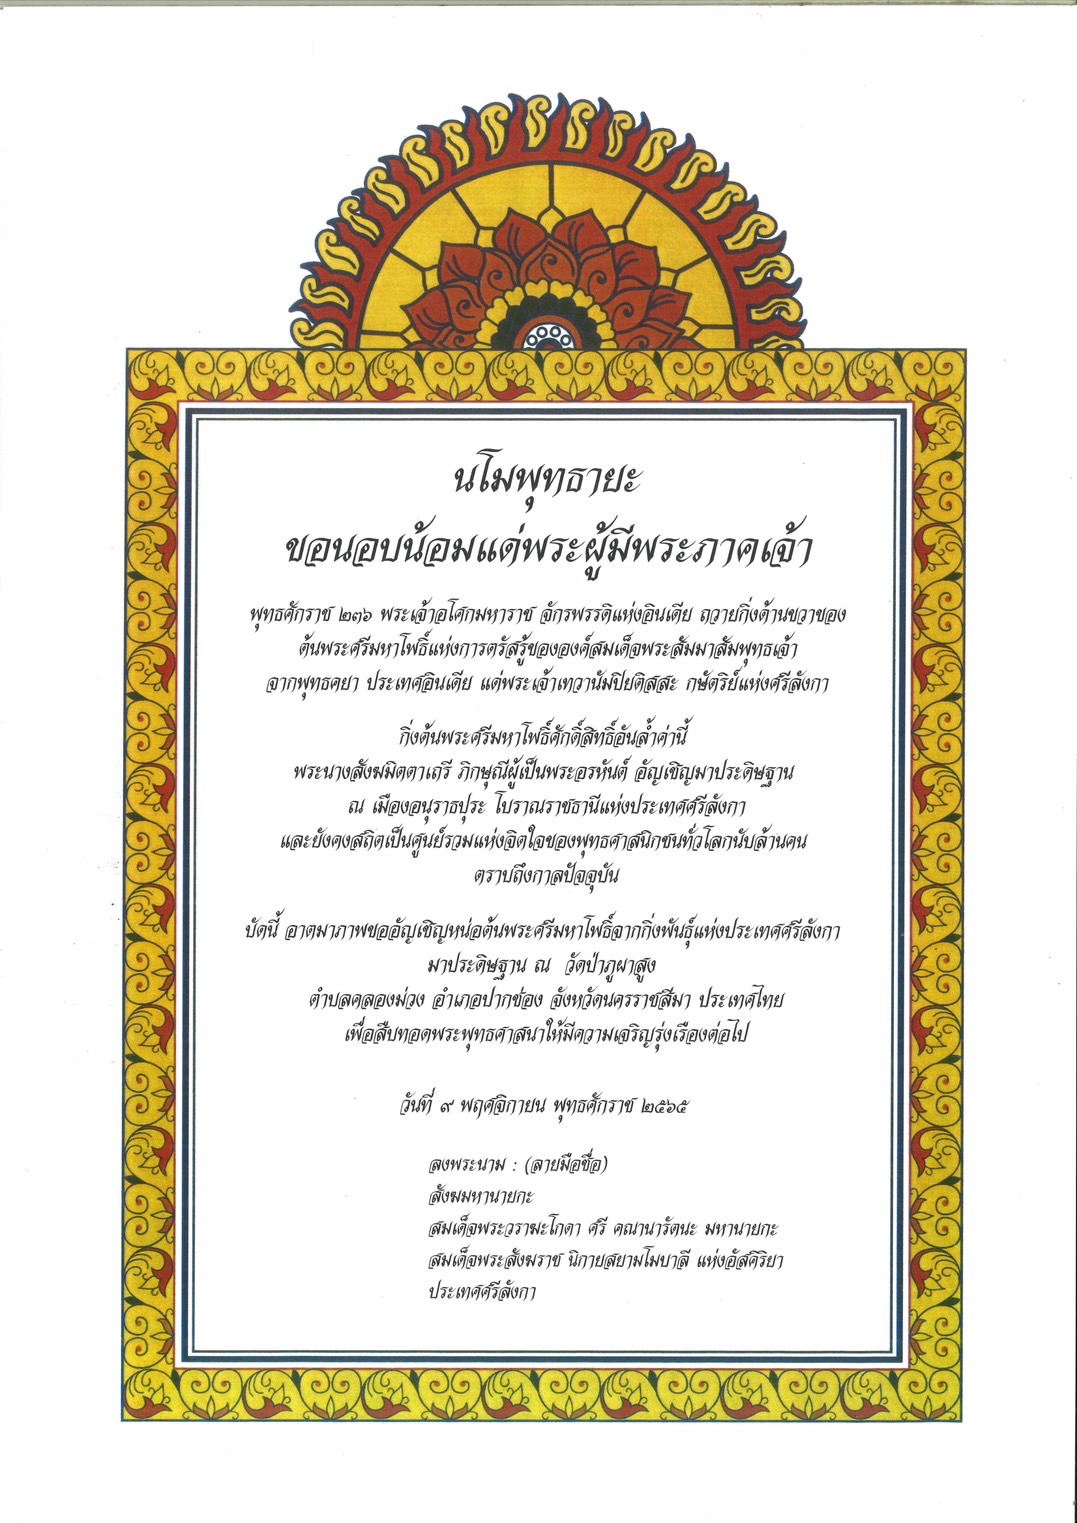 นโมพุทธายะ
ขอนอบน้อมแด่พระผู้มีพระภาคเจ้า
พุทธศักราช ๒๓๖ พระเจ้าอโศกมหาราช จักรพรรดิแห่งอินเดีย ถวายกิ่งด้านขวาของ
ต้นพระศรีมหาโพธิ์แห่งการตรัสรู้ขององค์สมเด็จพระสัมมาสัมพุทธเจ้า
จากพุทธคยา ประเทศอินเดีย แด่พระเจ้าเทวานัมปิยติสสะ กษัตริย์แห่งศรีลังกา
กิ่งต้นพระศรีมหาโพธิ์ศักดิ์สิทธิ์อันล้ำค่านี้
พระนางสังฆมิตตาเถรี ภิกษุณีผู้เป็นพระอรหันต์ อัญเชิญมาประดิษฐาน
ณ เมืองอนุราธปุระ โบราณราชธานีแห่งประเทศศรีลังกา
และยังคงสถิตเป็นศูนย์รวมแห่งจิตใจของพุทธศาสนิกชนทั่วโลกนับล้านคน
ตราบถึงกาลปัจจุบัน
บัดนี้ อาตมาภาพขออัญเชิญหน่อต้นพระศรีมหาโพธิ์จากกิ่งพันธุ์แห่งประเทศศรีลังกา
มาประดิษฐาน ณ วัดป่าภูผาสูง
ตำบลคลองม่วง อำเภอปากช่อง จังหวัดนครราชสีมา ประเทศไทย
เพื่อสืบทอดพระพุทธศาสนาให้มีความเจริญรุ่งเรืองต่อไป
วันที่ ๙ พฤศจิกายน พุทธศักราช ๒๕๖๕
ลงพระนาม : (ลายมือชื่อ)
สังฆมหานายกะ
สมเด็จพระวราฆะโกดา ศรี คณานารัตนะ มหานายกะ
สมเด็จพระสังฆราช นิกายสยามโมบาลี แห่งอัสคิริยา
ประเทศศรีลังกา